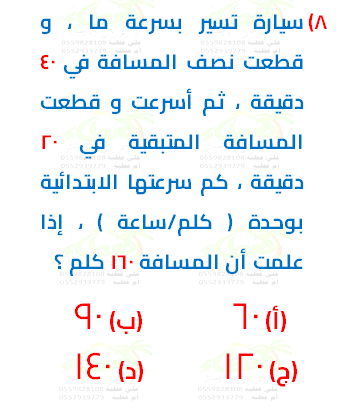 ٨) سيارة تسير بسرعة ما ، و
قطعت نصف المسافة في ٤٠
دقيقة ، ثم أسرعت و قطعت
المسافة المتبقية في ٢٠
دقيقة ، كم سرعتها الابتدائية
بوحدة ( كلم/ساعة ) ، إذا
علمت أن المسافة ١٦٠ كلم ؟
(أ) ٦٠ (ب) ٩٠
(ج) ١٢٠ (د) ١٤٠